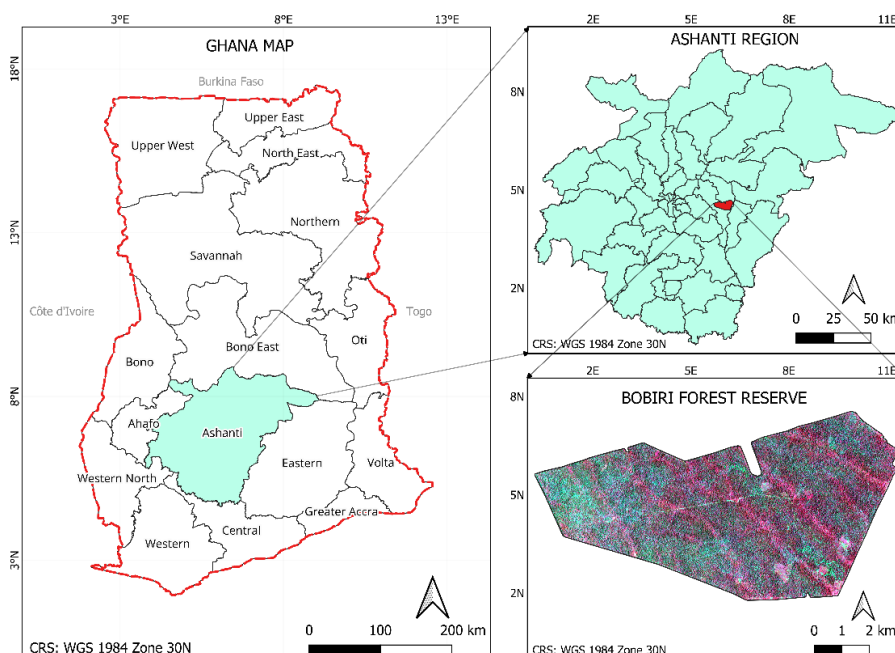 3°E 8°E 13°E
GHANA MAP
18°N
Burkina Faso
Upper East
Upper West
North East
Northern
13°N
Savannah
Côte d'Ivoire
Togo
Oti
Bono East
Bono
8°N
Ahafo
Ashanti
Eastern
Volta
Western North
Greater Accra
Central
Western
3°N
0 100 200 km
CRS: WGS 1984 Zone 30N
2E 5E 8E 11E
ASHANTI REGION
8N
5N
2N
0 25 50 km
CRS: WGS 1984 Zone 30N
2E 5E 8E 11E
8N
BOBIRI FOREST RESERVE
5N
2N
0 1 2 km
CRS: WGS 1984 Zone 30N